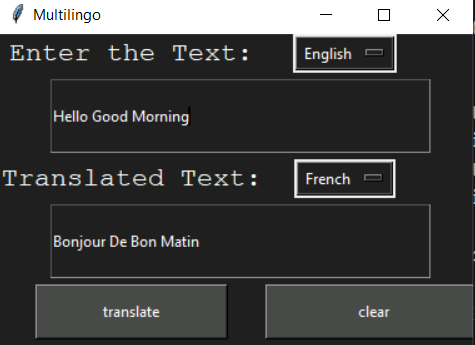 Multilingo
Enter the Text: English
Hello Good Morning
Translated Text: French
Bonjour De Bon Matin
translate clear